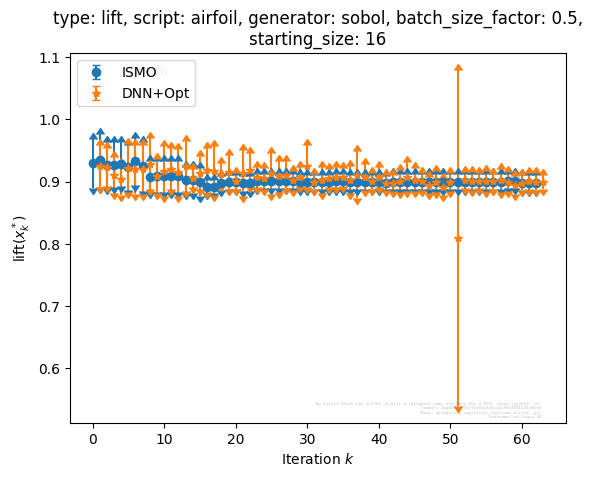 type: lift, script: airfoil, generator: sobol, batch_size_factor: 0.5,
starting_size: 16
1.1
1.0
0.9
0.8
0.7
0.6
lift(x_k^*)
ISMO
DNN+Opt
0 10 20 30 40 50 60
Iteration k